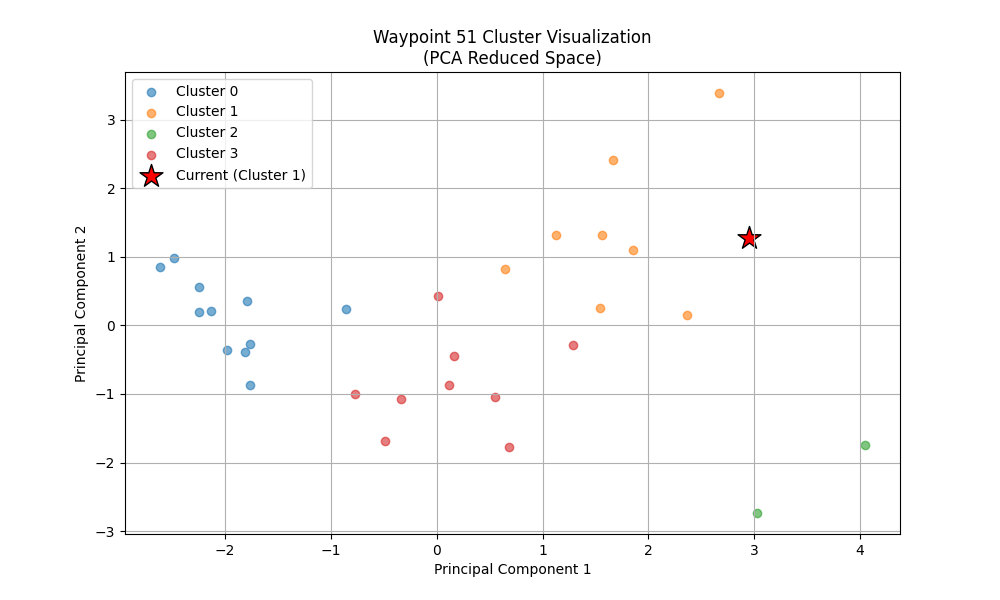 Waypoint 51 Cluster Visualization
(PCA Reduced Space)
Cluster 0
Cluster 1
Cluster 2
Cluster 3
Current (Cluster 1)
Principal Component 2
3
2
1
0
−1
−2
−3
−2
−1
0
1
2
3
4
Principal Component 1